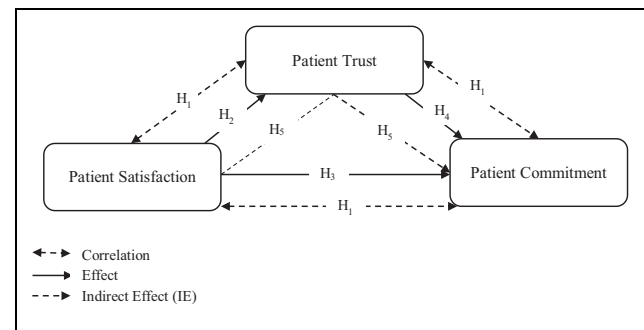 Patient Trust
H1
H1
H2
H5
H5
H4
Patient Satisfaction
H3
Patient Commitment
H1
Correlation
Effect
Indirect Effect (IE)